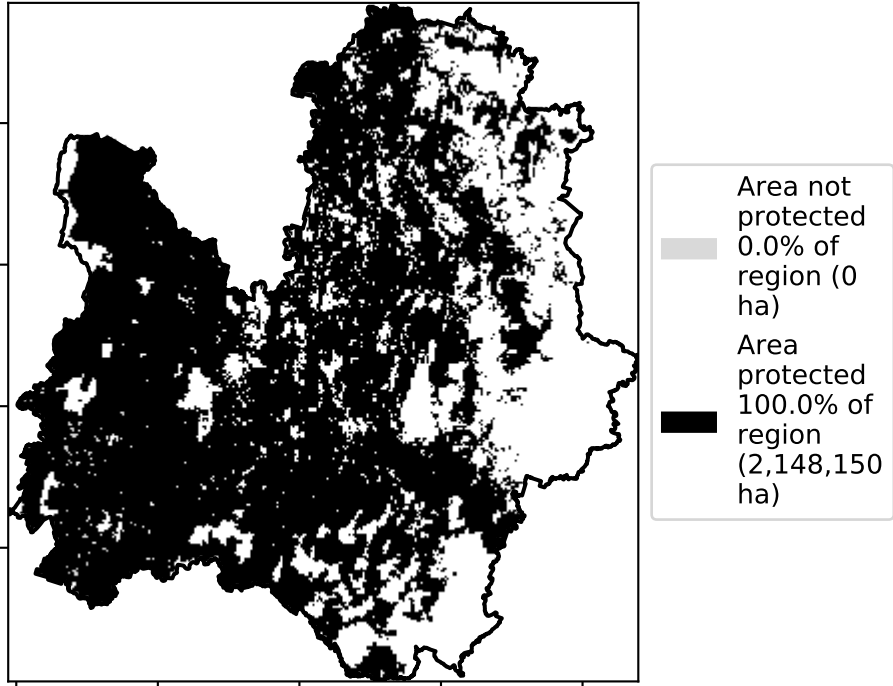 Area not
protected
0.0% of
region (0
ha)
Area
protected
100.0% of
region
(2,148,150
ha)